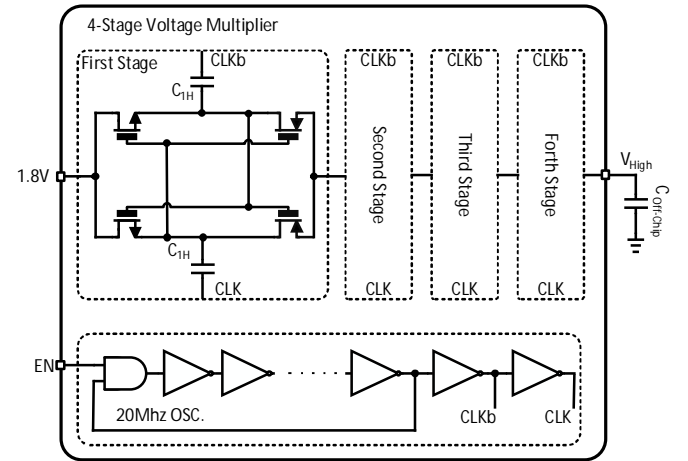 4-Stage Voltage Multiplier
First Stage
CLKb
C1H
C1H
CLK
1.8V
CLKb
Second Stage
CLK
CLKb
Third Stage
CLK
CLKb
Forth Stage
CLK
VHigh
COff-Chip
EN
20Mhz OSC.
CLKb
CLK